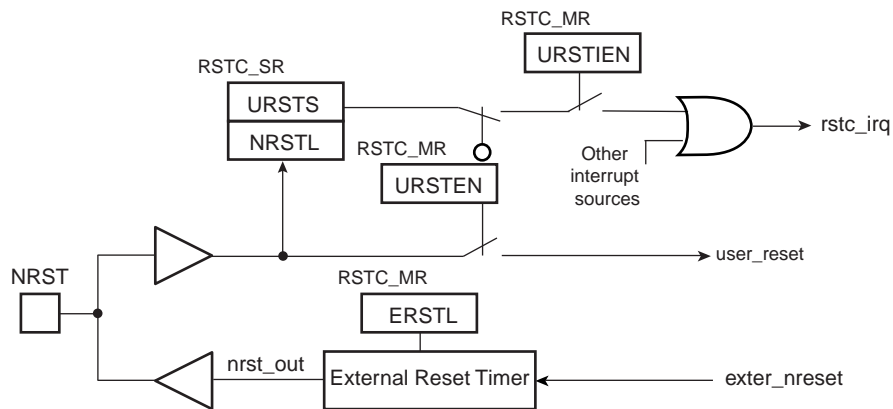 RSTC_MR
URSTIEN
RSTC_SR
URSTS
NRSTL
RSTC_MR
URSTEN
rstc_irq
Other
interrupt
sources
user_reset
NRST
RSTC_MR
ERSTL
nrst_out
External Reset Timer
exter_nreset